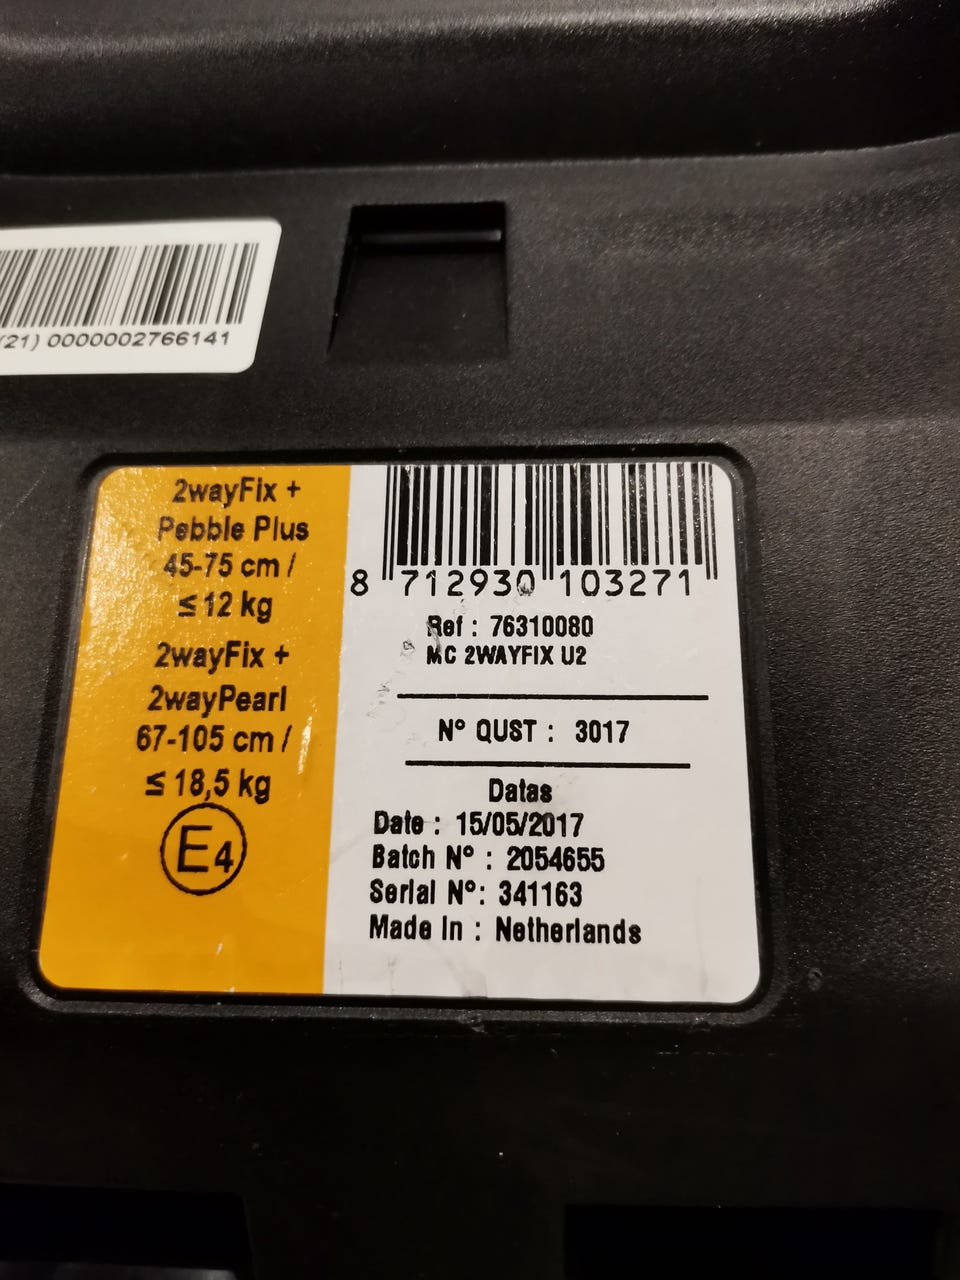 (21) 0000002766141
2wayFix +
Pebble Plus
45-75 cm /
≤ 12 kg
2wayFix +
2wayPearl
67-105 cm /
≤ 18,5 kg
E4
8 712930 103271
Ref : 76310080
MC 2WAYFIX U2
N° QUST : 3017
Datas
Date : 15/05/2017
Batch N° : 2054655
Serial N°: 341163
Made In : Netherlands